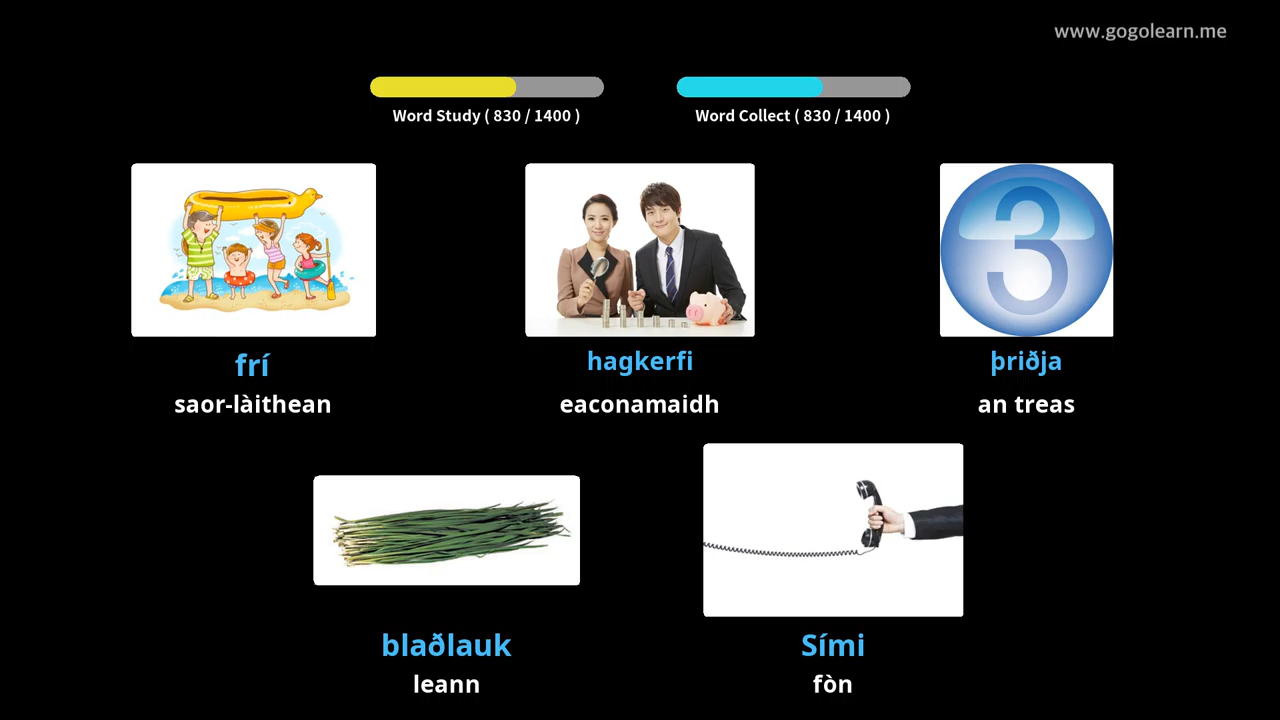 www.gogolearn.me
Word Study ( 830 / 1400 )
Word Collect ( 830 / 1400 )
3
frí
hagkerfi
þriðja
saor-làithean
eaconamaidh
an treas
blaðlauk
Sími
leann
fòn